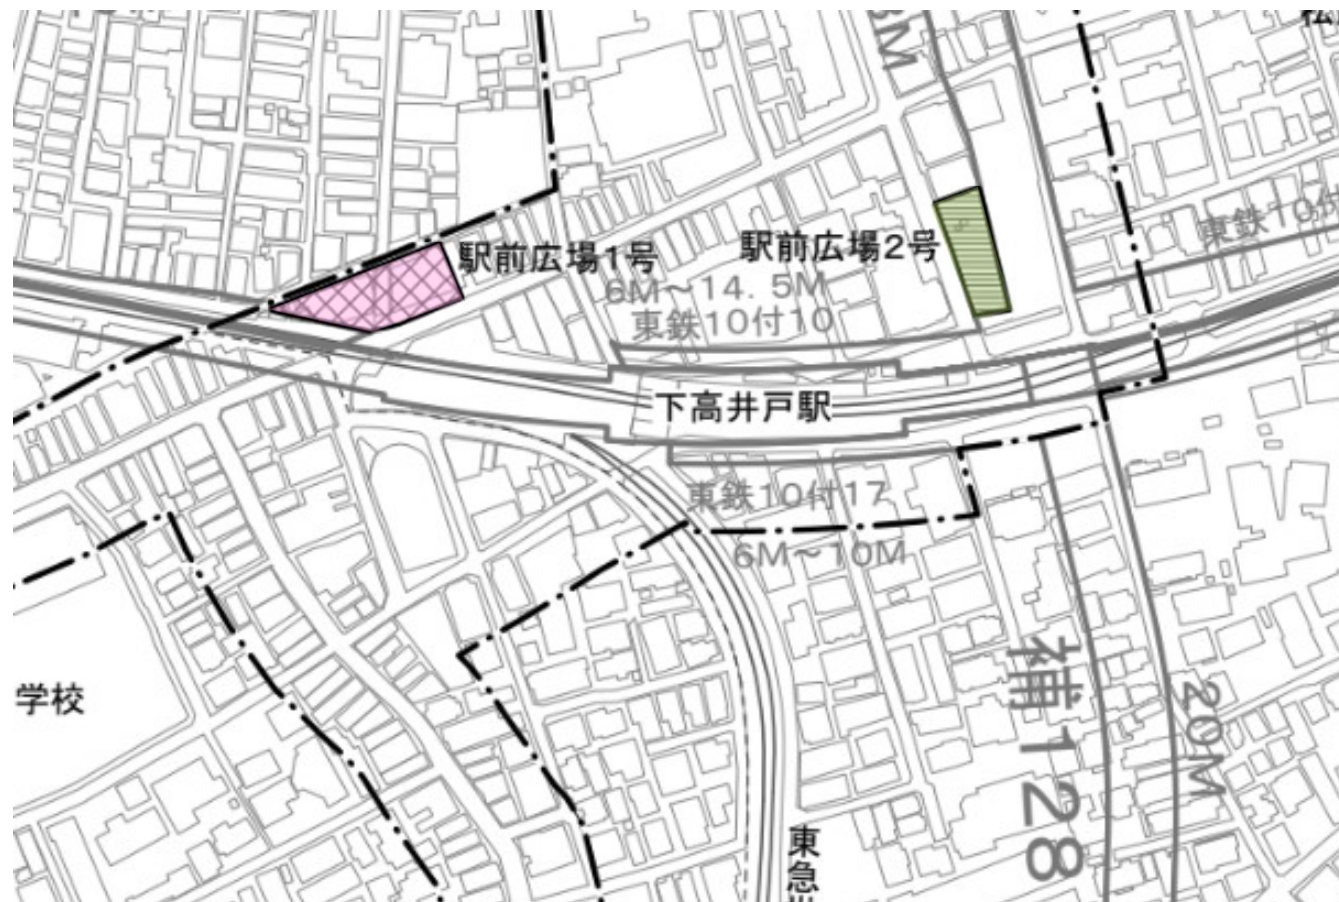 駅前広場1号
駅前広場2号
6M〜14.5M
東鉄10付10
東鉄10付
下高井戸駅
東鉄10付17
6M〜10M
学校
補128
20M
東急